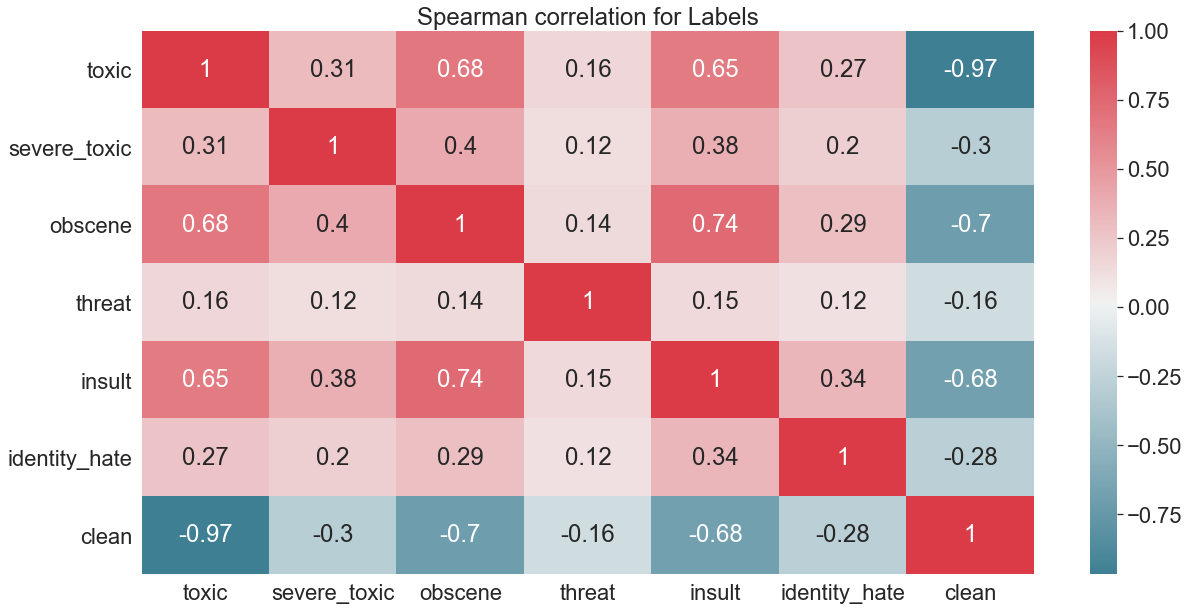 Spearman correlation for Labels
toxic 1 0.31 0.68 0.16 0.65 0.27 -0.97
severe_toxic 0.31 1 0.4 0.12 0.38 0.2 -0.3
obscene 0.68 0.4 1 0.14 0.74 0.29 -0.7
threat 0.16 0.12 0.14 1 0.15 0.12 -0.16
insult 0.65 0.38 0.74 0.15 1 0.34 -0.68
identity_hate 0.27 0.2 0.29 0.12 0.34 1 -0.28
clean -0.97 -0.3 -0.7 -0.16 -0.68 -0.28 1
toxic severe_toxic obscene threat insult identity_hate clean
1.00
0.75
0.50
0.25
0.00
−0.25
−0.50
−0.75